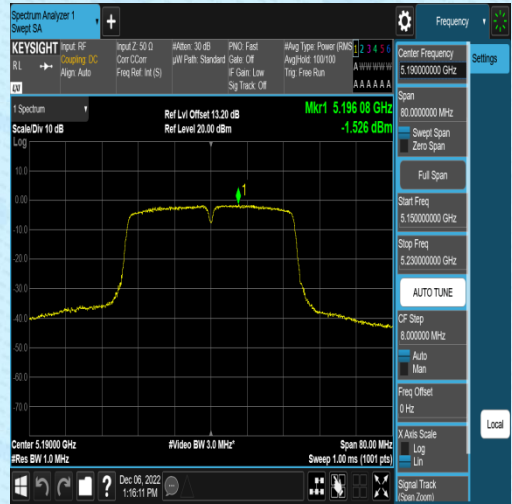 Spectrum Analyzer 1
Swept SA
+
Frequency
KEYSIGHT
Input: RF
Coupling: DC
Align: Auto
Input Z: 50 Ω
Corr CCorr
Freq Ref: Int (S)
#Atten: 30 dB
µW Path: Standard
PNO: Fast
Gate: Off
IF Gain: Low
Sig Track: Off
#Avg Type: Power (RMS
Avg|Hold: 100/100
Trig: Free Run
1 2 3 4 5 6
A W W W W W
A A A A A A
RL
LXI
1 Spectrum
Scale/Div 10 dB
Ref Lvl Offset 13.20 dB
Ref Level 20.00 dBm
Mkr1 5.196 08 GHz
-1.526 dBm
Log
10.0
0.00
-10.0
-20.0
-30.0
-40.0
-50.0
-60.0
-70.0
1
Center 5.19000 GHz
#Res BW 1.0 MHz
#Video BW 3.0 MHz*
Span 80.00 MHz
Sweep 1.00 ms (1001 pts)
Dec 06, 2022
1:16:11 PM
Center Frequency
5.190000000 GHz
Span
80.0000000 MHz
Swept Span
Zero Span
Full Span
Start Freq
5.150000000 GHz
Stop Freq
5.230000000 GHz
AUTO TUNE
CF Step
8.000000 MHz
Auto
Man
Freq Offset
0 Hz
X Axis Scale
Log
Lin
Signal Track
(Span Zoom)
Settings
Local